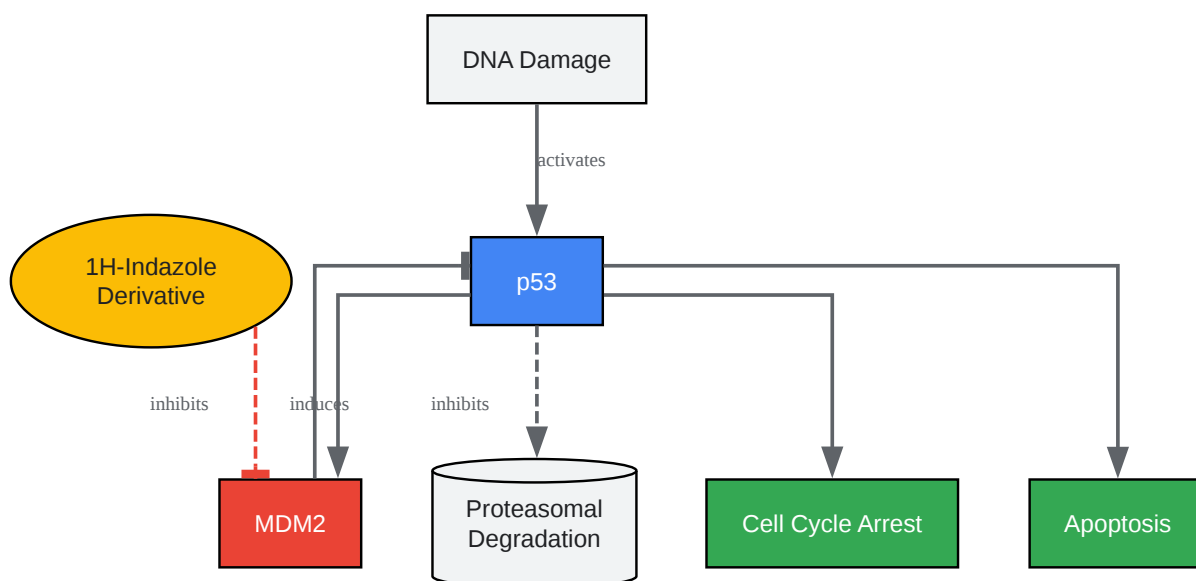 DNA Damage
activates
1H-Indazole
Derivative
p53
inhibits
induces
inhibits
MDM2
Proteasomal
Degradation
Cell Cycle Arrest
Apoptosis